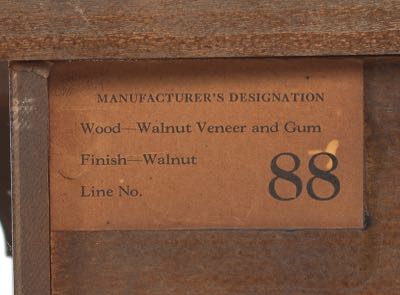 MANUFACTURER'S DESIGNATION
Wood—Walnut Veneer and Gum
Finish—Walnut
Line No. 88